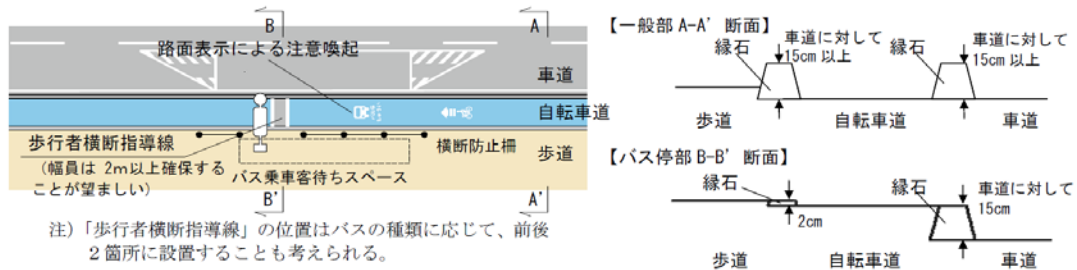 B
A
路面表示による注意喚起
車道
自転車道
歩行者横断指導線
(幅員は 2m以上確保する
ことが望ましい)
横断防止柵
歩道
バス乗車客待ちスペース
B'
A'
注)「歩行者横断指導線」の位置はバスの種類に応じて、前後
2箇所に設置することも考えられる。
【一般部 A-A' 断面】
縁石
車道に対して
15cm 以上
縁石
車道に対して
15cm 以上
歩道
自転車道
車道
【バス停部 B-B' 断面】
縁石
2cm
縁石
車道に対して
15cm
歩道
自転車道
車道